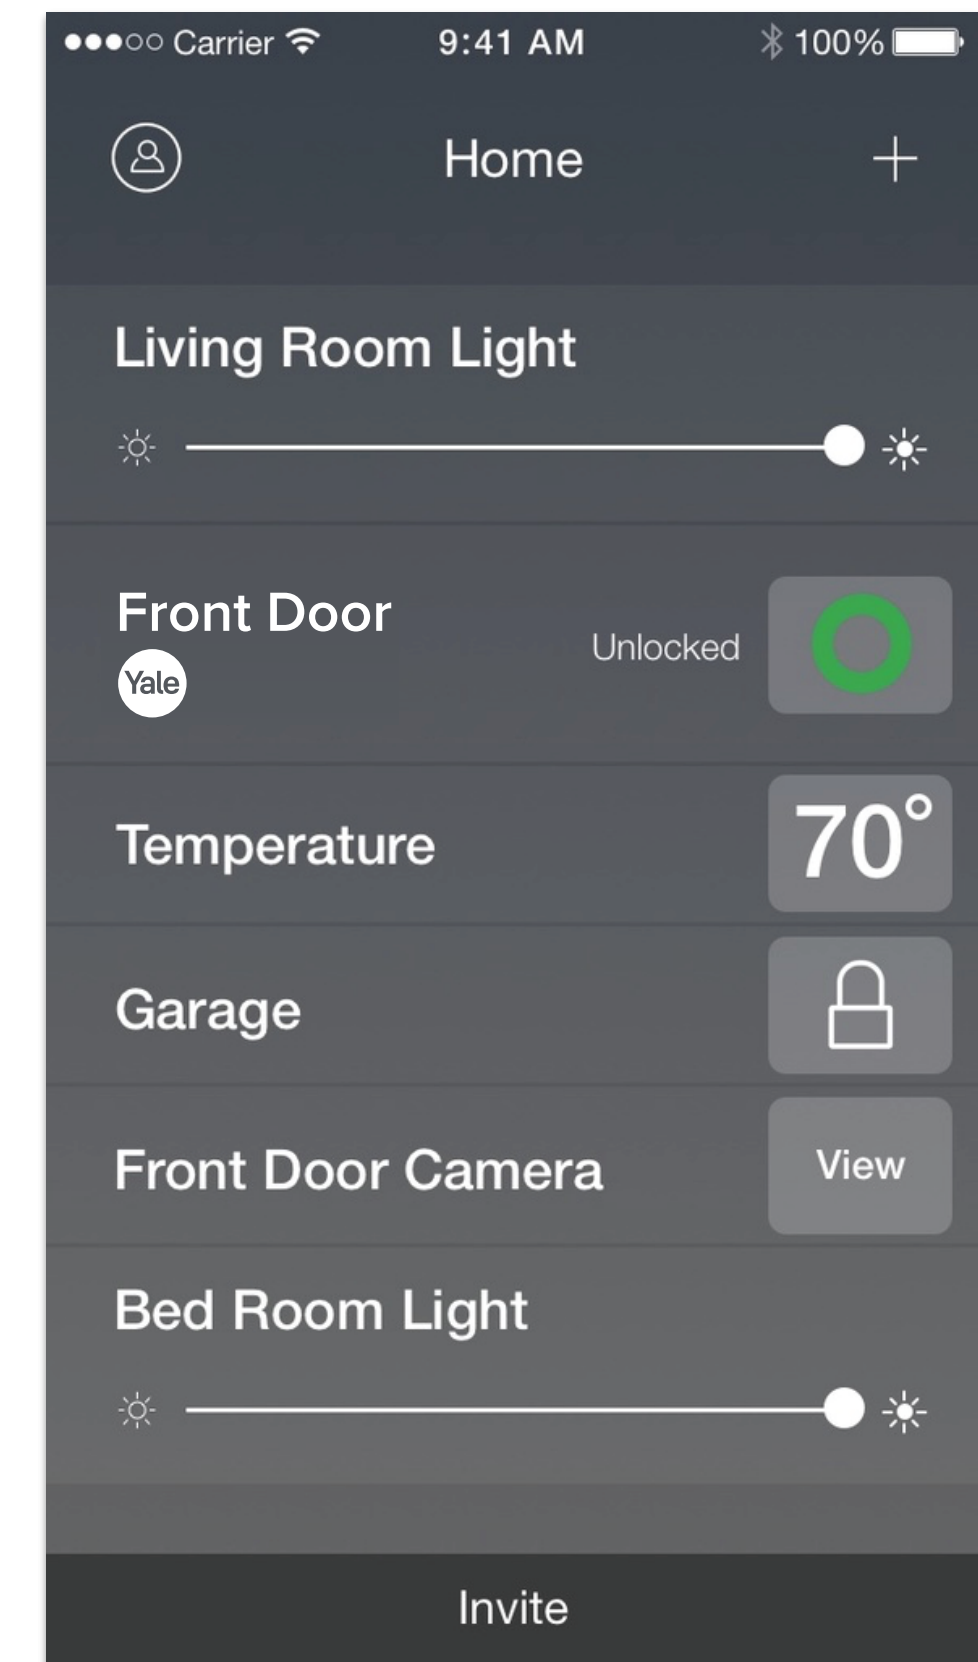 Carrier 9:41 AM 100%
Home
Living Room Light
Front Door
Unlocked
Yale
Temperature 70°
Garage
Front Door Camera View
Bed Room Light
Invite